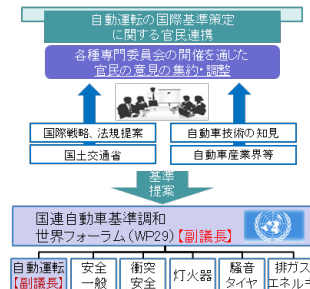 自動運転の国際基準策定
に関する官民連携
各種専門委員会の開催を通じた
官民の意見の集約・調整
国際戦略、法規提案
自動車技術の知見
国土交通省
自動車産業界等
基準
提案
国連自動車基準調和
世界フォーラム（WP29）【副議長】
自動運転
【副議長】
安全
一般
衝突
安全
灯火器
騒音
タイヤ
排ガス
エネルギ